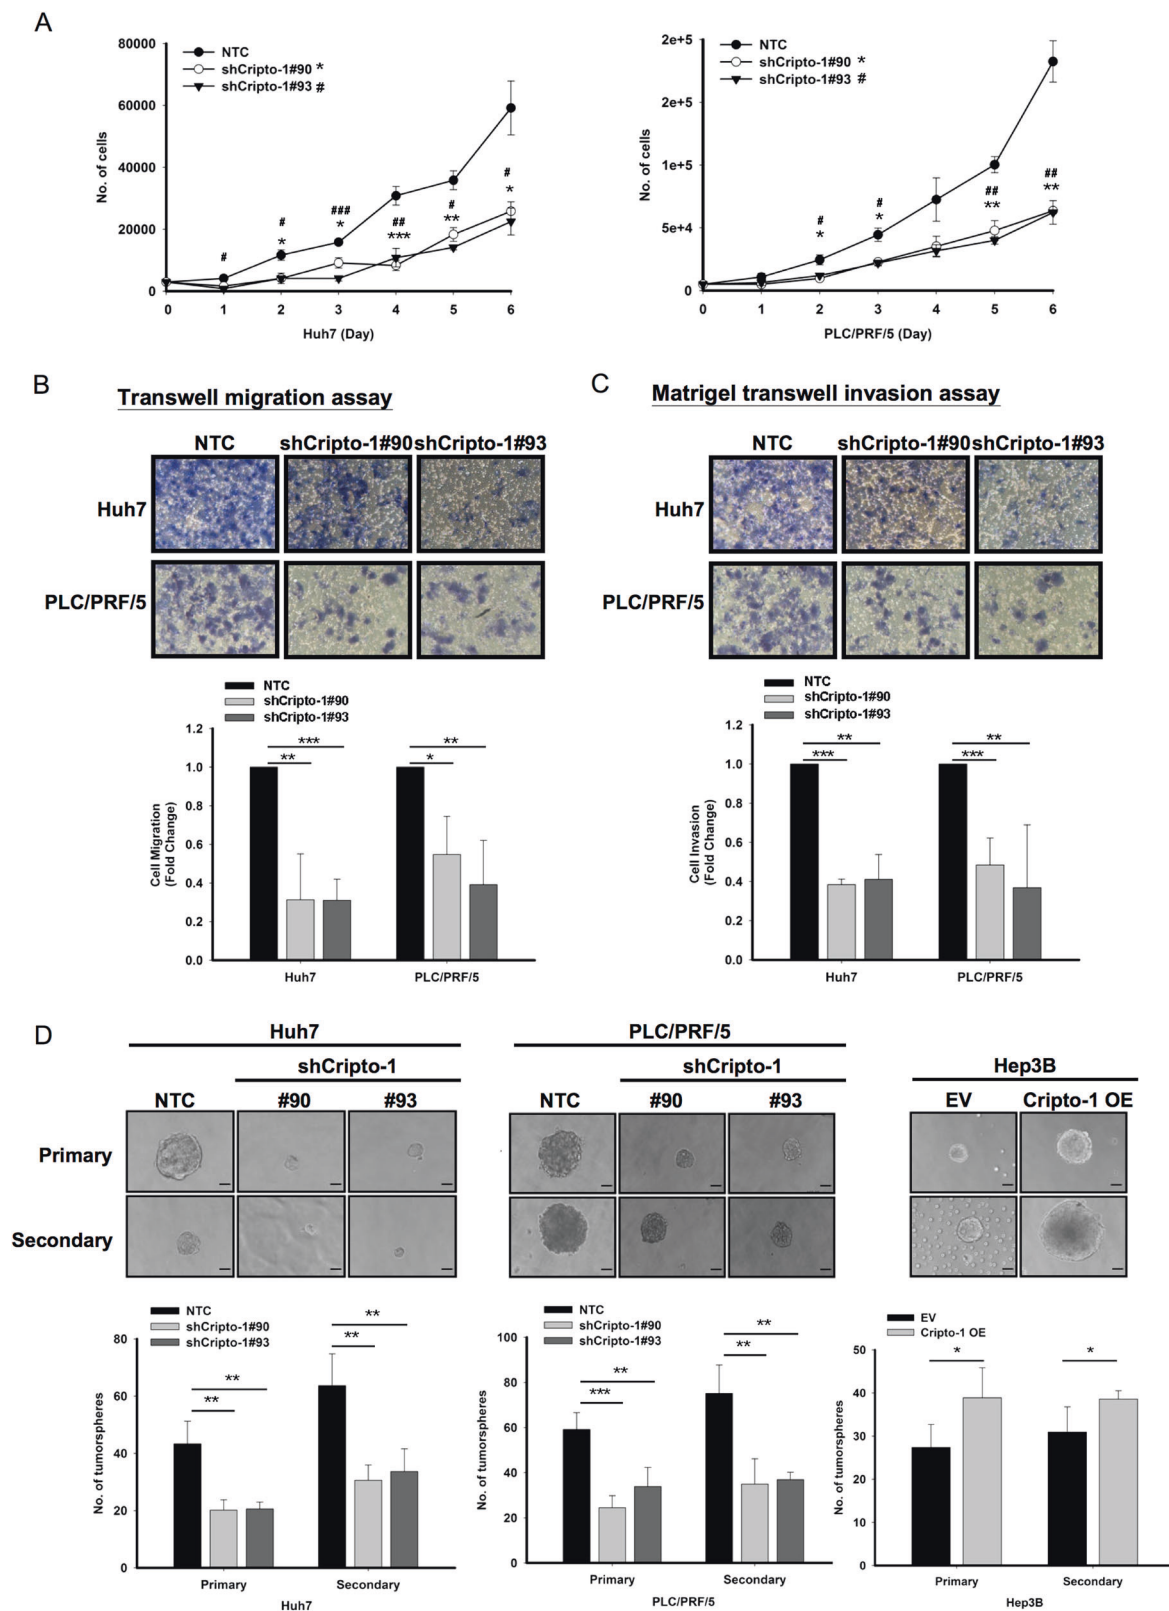 A
NTC
shCripto-1#90 *
shCripto-1#93 #
80000
60000
40000
20000
0
No. of cells
#
#
*
###
*
##
***
#
**
#
*
0 1 2 3 4 5 6
Huh7 (Day)
NTC
shCripto-1#90 *
shCripto-1#93 #
2e+5
2e+5
1e+5
5e+4
0
No. of cells
#
*
#
*
##
**
##
**
0 1 2 3 4 5 6
PLC/PRF/5 (Day)
B
Transwell migration assay
NTC shCripto-1#90 shCripto-1#93
Huh7
PLC/PRF/5
NTC
shCripto-1#90
shCripto-1#93
1.2
1.0
0.8
0.6
0.4
0.2
0.0
Cell Migration
(Fold Change)
*** **
** *
Huh7 PLC/PRF/5
C
Matrigel transwell invasion assay
NTC shCripto-1#90 shCripto-1#93
Huh7
PLC/PRF/5
NTC
shCripto-1#90
shCripto-1#93
1.2
1.0
0.8
0.6
0.4
0.2
0.0
Cell Invasion
(Fold Change)
** **
*** ***
Huh7 PLC/PRF/5
D
Huh7 PLC/PRF/5
shCripto-1 shCripto-1 Hep3B
NTC #90 #93 NTC #90 #93 EV Cripto-1 OE
Primary
Secondary
NTC
shCripto-1#90
shCripto-1#93
80
60
40
20
0
No. of tumorspheres
** **
** **
Primary Secondary
Huh7
NTC
shCripto-1#90
shCripto-1#93
100
80
60
40
20
0
No. of tumorspheres
** **
*** **
Primary Secondary
PLC/PRF/5
EV
Cripto-1 OE
50
40
30
20
10
0
No. of tumorspheres
* *
Primary Secondary
Hep3B